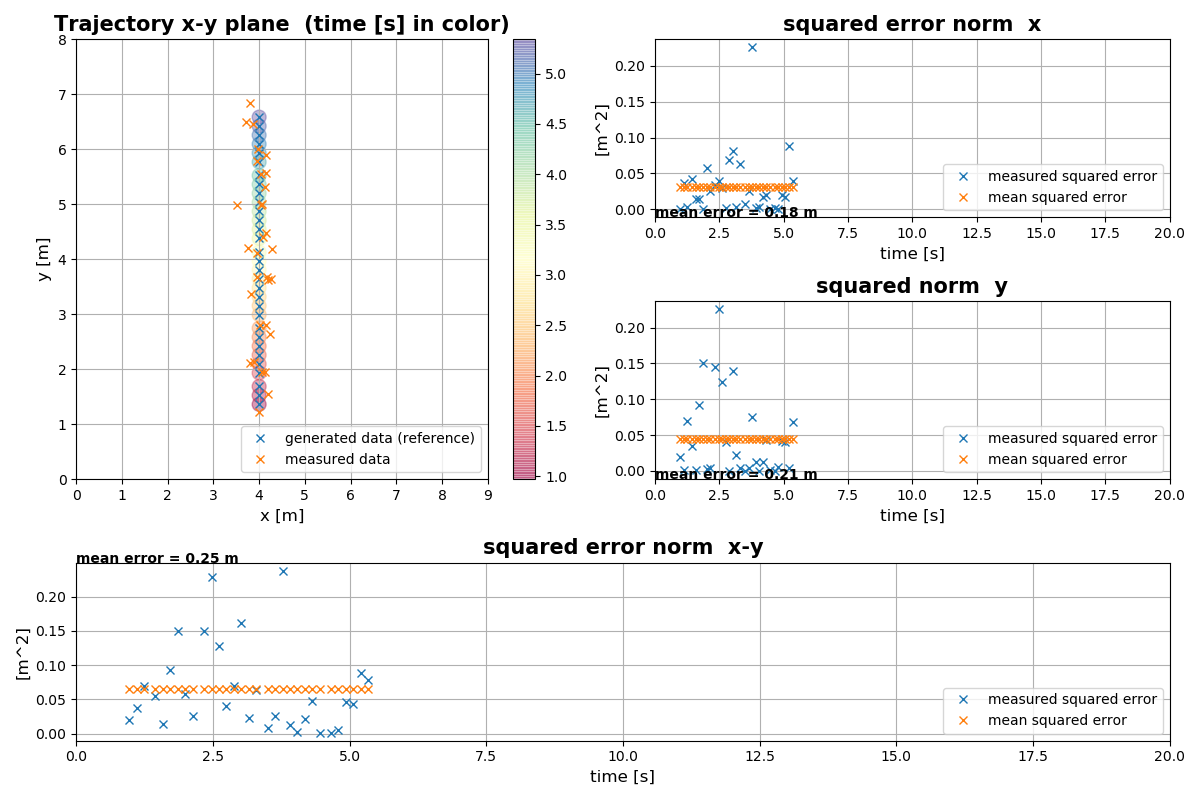 Trajectory x-y plane  (time [s] in color)
8
7
6
5
4
3
2
1
0
y [m]
0 1 2 3 4 5 6 7 8 9
x [m]
generated data (reference)
measured data
5.0
4.5
4.0
3.5
3.0
2.5
2.0
1.5
1.0
squared error norm  x
0.20
0.15
0.10
0.05
0.00
[m^2]
measured squared error
mean squared error
mean error = 0.18 m
0.0 2.5 5.0 7.5 10.0 12.5 15.0 17.5 20.0
time [s]
squared norm  y
0.20
0.15
0.10
0.05
0.00
[m^2]
measured squared error
mean squared error
mean error = 0.21 m
0.0 2.5 5.0 7.5 10.0 12.5 15.0 17.5 20.0
time [s]
squared error norm  x-y
mean error = 0.25 m
0.20
0.15
0.10
0.05
0.00
[m^2]
measured squared error
mean squared error
0.0 2.5 5.0 7.5 10.0 12.5 15.0 17.5 20.0
time [s]